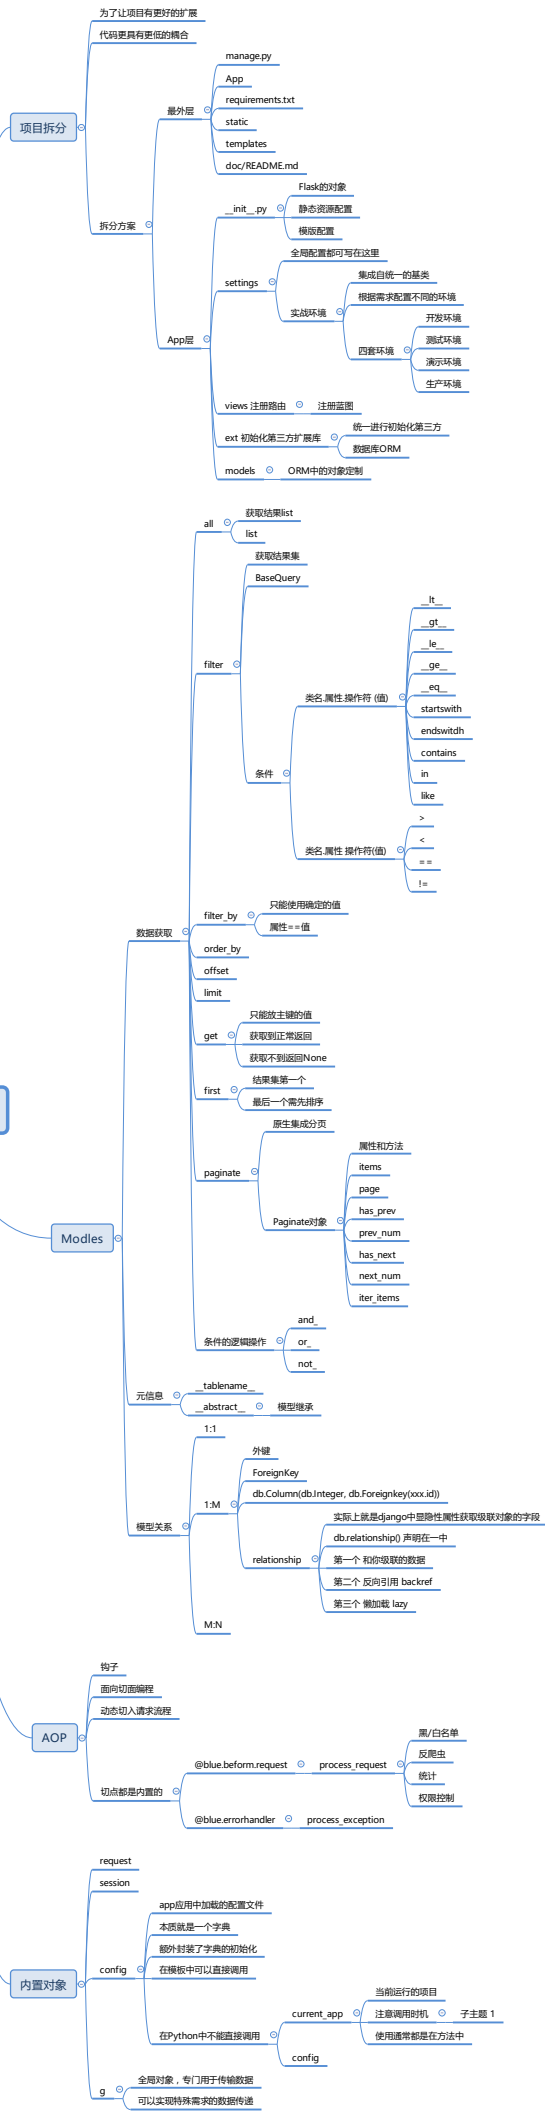 为了让项目有更好的扩展
代码更具有更低的耦合
manage.py
App
requirements.txt
最外层
static
项目拆分
templates
doc/README.md
Flask的对象
__init__.py
静态资源配置
拆分方案
模版配置
全局配置都可写在这里
settings
集成自统一的基类
根据需求配置不同的环境
实战环境
开发环境
App层
测试环境
四套环境
演示环境
生产环境
views 注册路由
注册蓝图
统一进行初始化第三方
ext 初始化第三方扩展库
数据库ORM
models
ORM中的对象定制
获取结果list
all
list
获取结果集
BaseQuery
__lt__
__gt__
__le__
filter
__ge__
__eq__
类名.属性.操作符 (值)
startswith
endswitdh
contains
条件
in
like
>
<
类名.属性 操作符(值)
==
!=
只能使用确定的值
filter_by
属性==值
数据获取
order_by
offset
limit
只能放主键的值
get
获取到正常返回
获取不到返回None
结果集第一个
first
最后一个需先排序
原生集成分页
属性和方法
items
paginate
page
has_prev
Paginate对象
prev_num
Modles
has_next
next_num
iter_items
and_
条件的逻辑操作
or_
not_
__tablename__
元信息
__abstract__
模型继承
1:1
外键
ForeignKey
db.Column(db.Integer, db.Foreignkey(xxx.id))
1:M
实际上就是django中显隐性属性获取级联对象的字段
模型关系
db.relationship() 声明在一中
relationship
第一个 和你级联的数据
第二个 反向引用 backref
第三个 懒加载 lazy
M:N
钩子
面向切面编程
动态切入请求流程
AOP
黑/白名单
反爬虫
@blue.beform.request
process_request
统计
切点都是内置的
权限控制
@blue.errorhandler
process_exception
request
session
app应用中加载的配置文件
本质就是一个字典
额外封装了字典的初始化
config
在模板中可以直接调用
内置对象
当前运行的项目
current_app
注意调用时机
子主题 1
在Python中不能直接调用
使用通常都是在方法中
config
全局对象，专门用于传输数据
g
可以实现特殊需求的数据传递